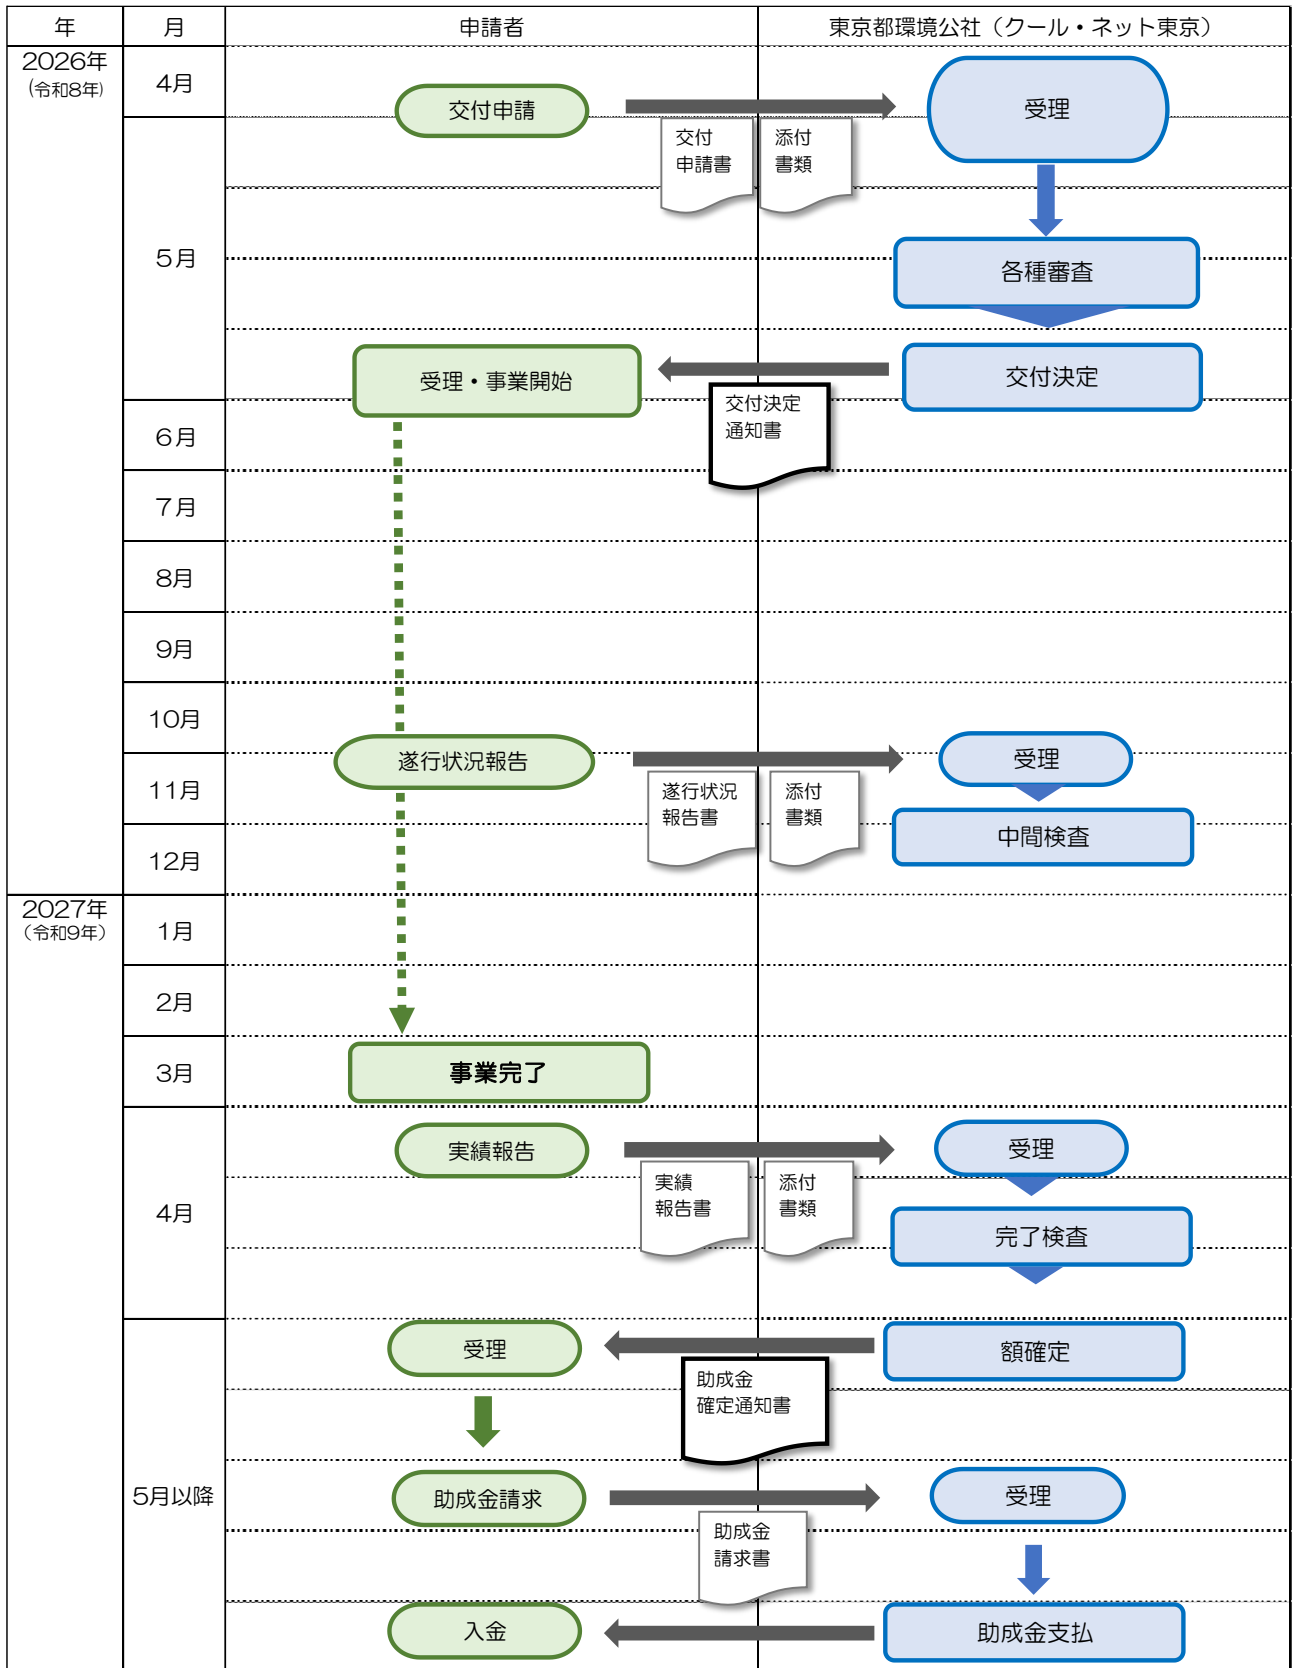 年
月
申請者
東京都環境公社（クール・ネット東京）
2026年
(令和8年)
4月
交付申請
受理
交付
申請書
添付
書類
5月
各種審査
受理・事業開始
交付決定
交付決定
通知書
6月
7月
8月
9月
10月
遂行状況報告
受理
11月
遂行状況
報告書
添付
書類
中間検査
12月
2027年
（令和9年）
1月
2月
3月
事業完了
実績報告
受理
実績
報告書
添付
書類
4月
完了検査
受理
額確定
助成金
確定通知書
5月以降
助成金請求
受理
助成金
請求書
入金
助成金支払